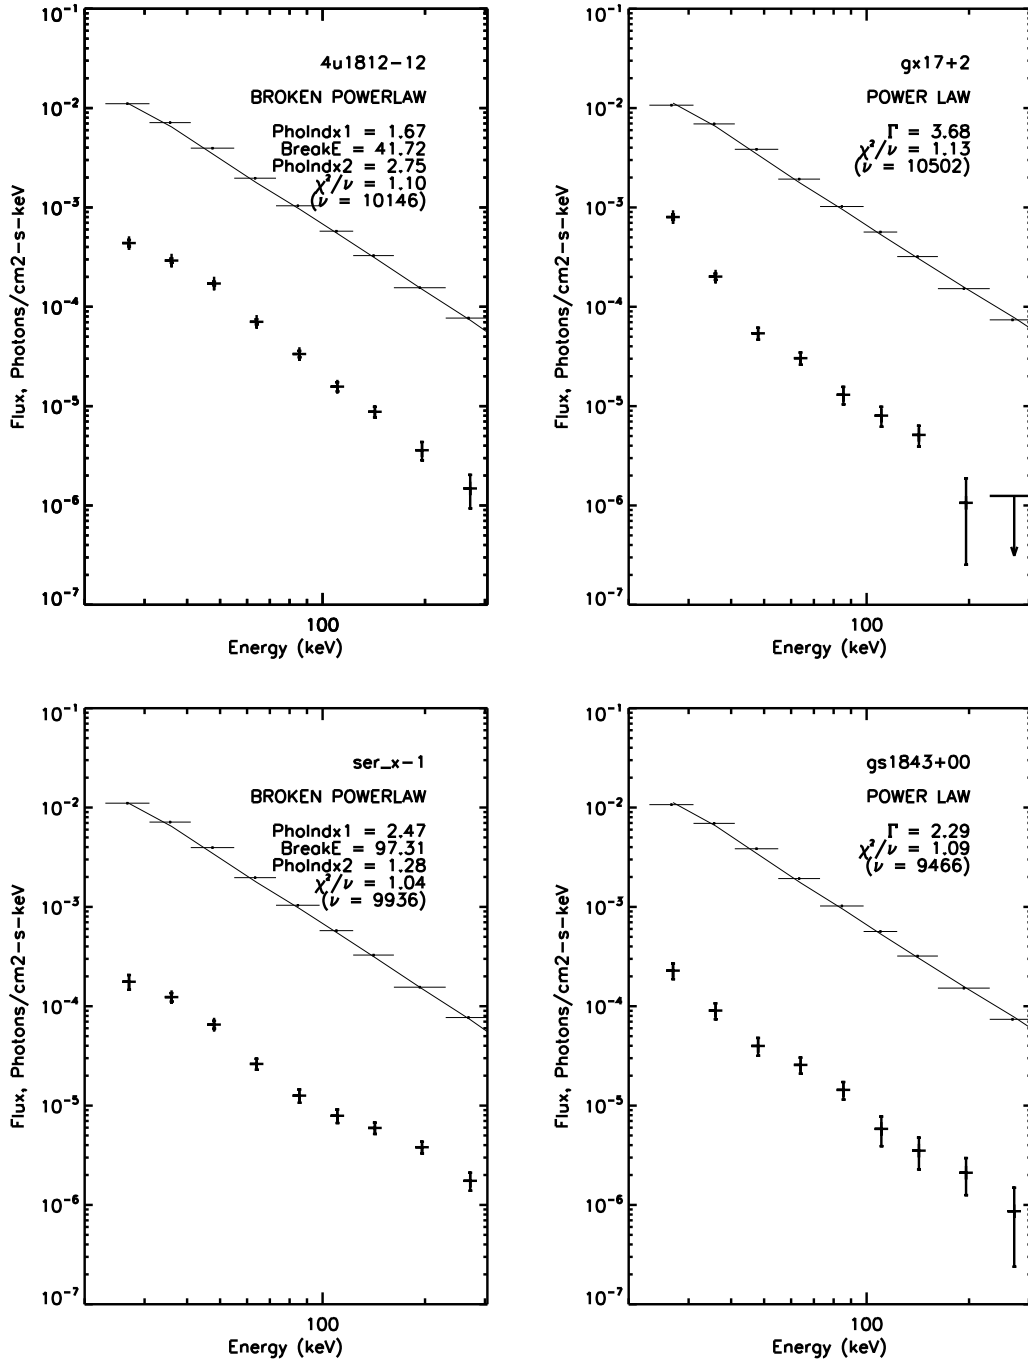 4u1812-12
BROKEN POWERLAW
PhoIndx1 = 1.67
BreakE = 41.72
PhoIndx2 = 2.75
χ²/ν = 1.10
(ν = 10146)
10⁻¹
10⁻²
10⁻³
10⁻⁴
10⁻⁵
10⁻⁶
10⁻⁷
Flux, Photons/cm2-s-keV
100
Energy (keV)
gx17+2
POWER LAW
Γ = 3.68
χ²/ν = 1.13
(ν = 10502)
10⁻¹
10⁻²
10⁻³
10⁻⁴
10⁻⁵
10⁻⁶
10⁻⁷
Flux, Photons/cm2-s-keV
100
Energy (keV)
ser_x-1
BROKEN POWERLAW
PhoIndx1 = 2.47
BreakE = 97.31
PhoIndx2 = 1.28
χ²/ν = 1.04
(ν = 9936)
10⁻¹
10⁻²
10⁻³
10⁻⁴
10⁻⁵
10⁻⁶
10⁻⁷
Flux, Photons/cm2-s-keV
100
Energy (keV)
gs1843+00
POWER LAW
Γ = 2.29
χ²/ν = 1.09
(ν = 9466)
10⁻¹
10⁻²
10⁻³
10⁻⁴
10⁻⁵
10⁻⁶
10⁻⁷
Flux, Photons/cm2-s-keV
100
Energy (keV)